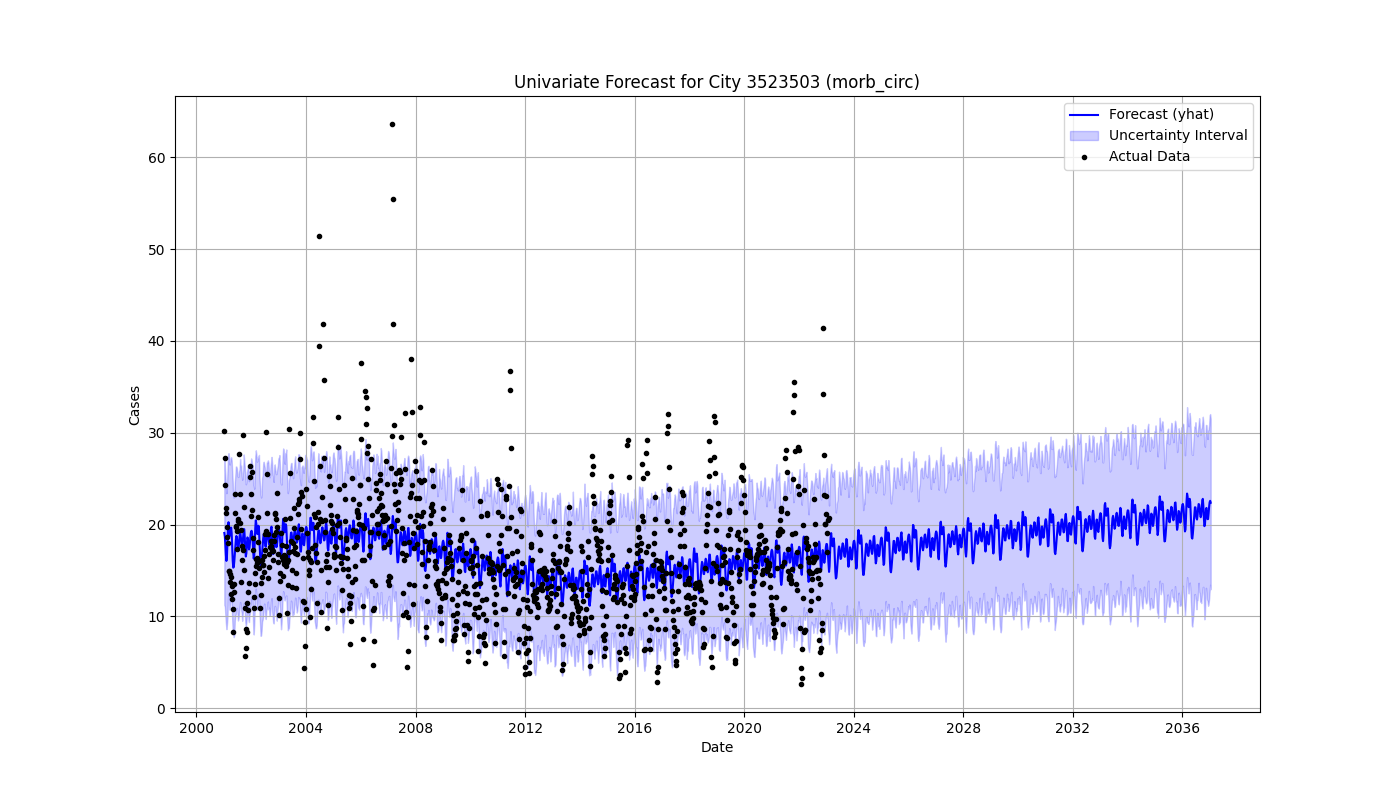 Univariate Forecast for City 3523503 (morb_circ)
Forecast (yhat)
Uncertainty Interval
Actual Data
60
50
40
30
20
10
0
Cases
2000 2004 2008 2012 2016 2020 2024 2028 2032 2036
Date